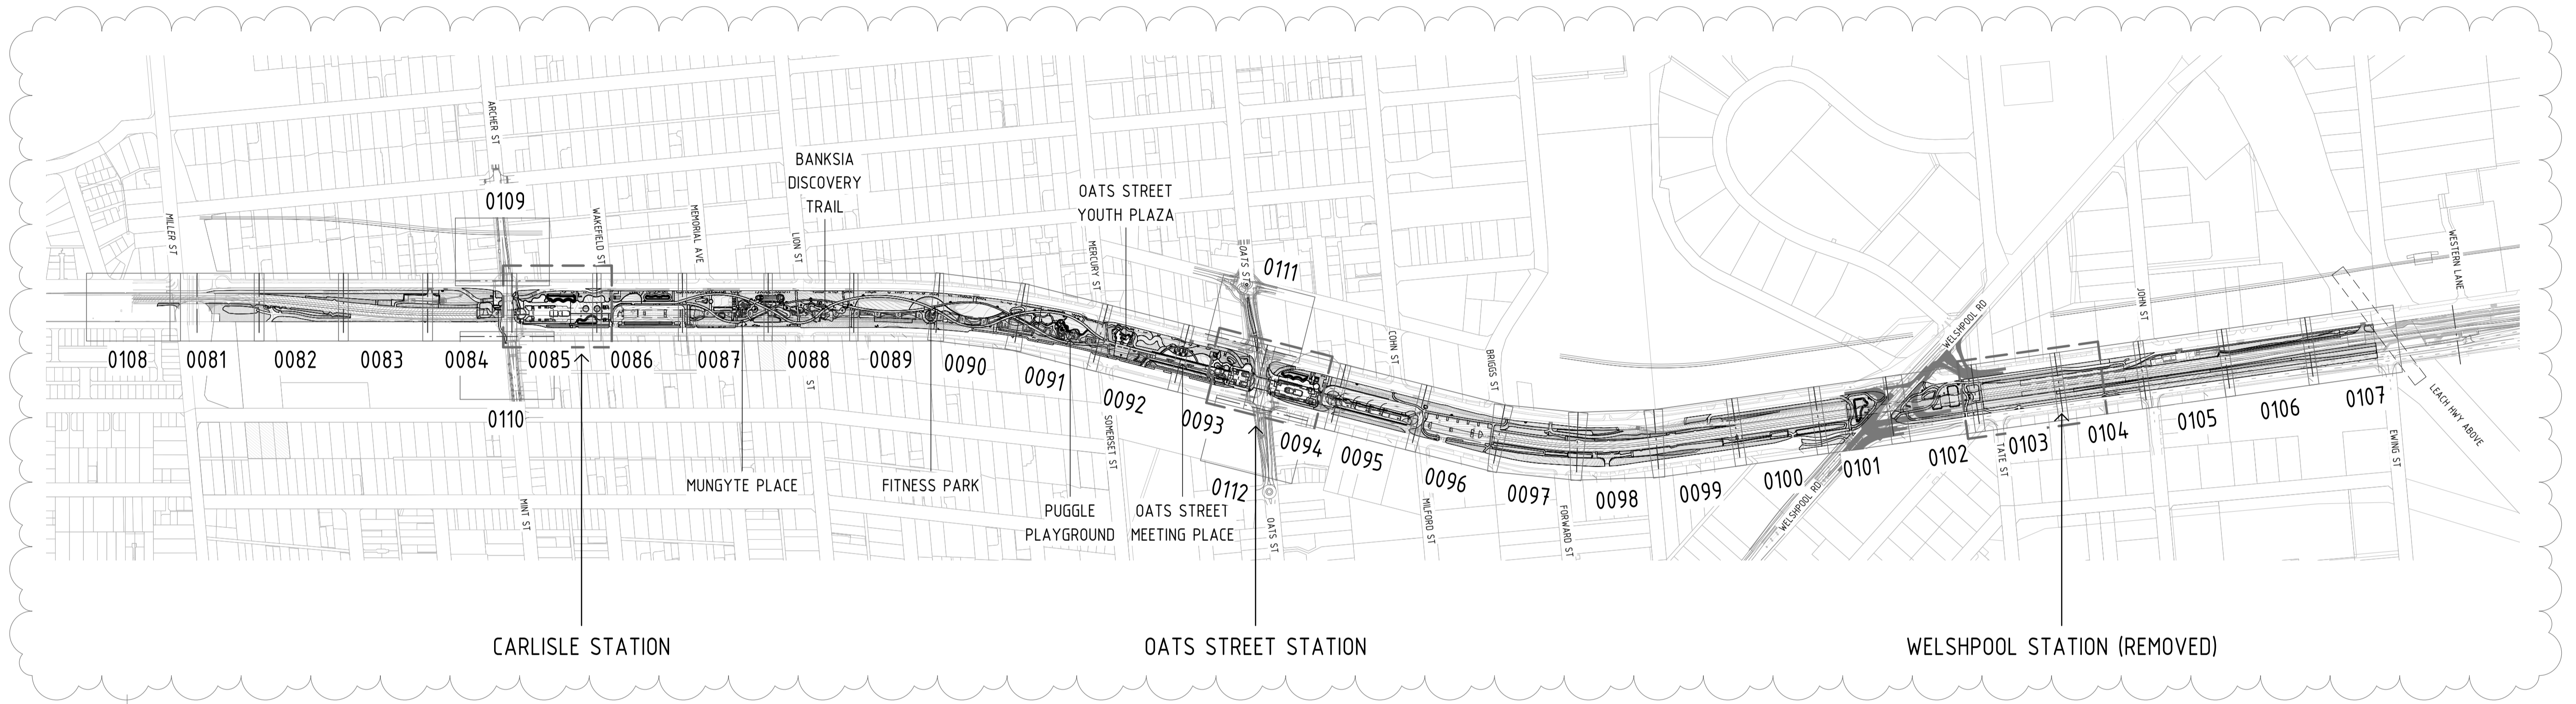 ARCHER ST
BANKSIA
DISCOVERY
TRAIL
OATS STREET
YOUTH PLAZA
0109
MILLER ST
WAKEFIELD ST
MEMORIAL AVE
LION ST
MERCURY ST
OATS ST
0111
WELSHPOOL RD
JOHN ST
WESTERN LANE
COHN ST
BRIGGS ST
0108
0081
0082
0083
0084
0085
0086
0087
0088
0089
0090
0091
0092
0093
0094
0095
0096
0097
0098
0099
0100
0101
0102
0103
0104
0105
0106
0107
LEACH HWY ABOVE
ST
0110
SOMERSET ST
TATE ST
EWING ST
MUNGYTE PLACE
FITNESS PARK
0112
MINT ST
PUGGLE
PLAYGROUND
OATS STREET
MEETING PLACE
OATS ST
MILFORD ST
FORWARD ST
WELSHPOOL RD
CARLISLE STATION
OATS STREET STATION
WELSHPOOL STATION (REMOVED)